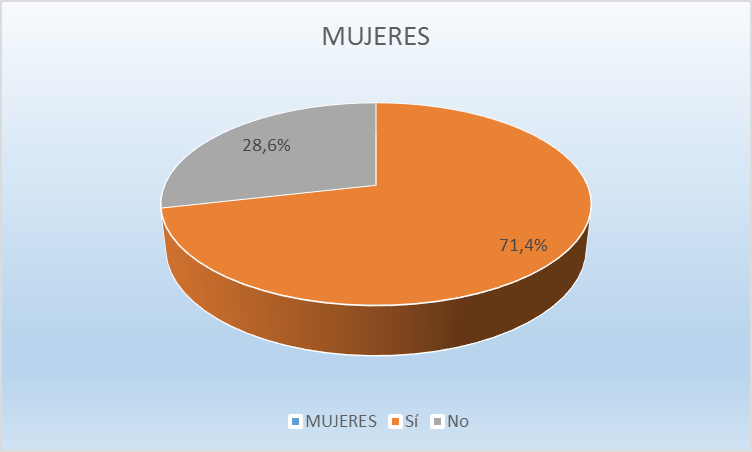 MUJERES
28,6%
71,4%
MUJERES Sí No